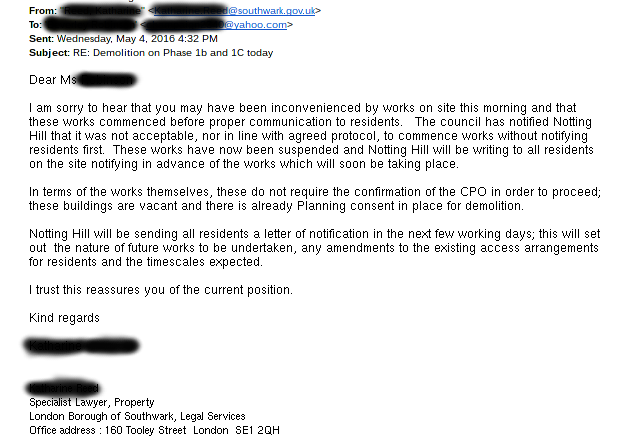 From:
@southwark.gov.uk>
To: @yahoo.com>
Sent: Wednesday, May 4, 2016 4:32 PM
Subject: RE: Demolition on Phase 1b and 1C today
Dear Ms
I am sorry to hear that you may have been inconvenienced by works on site this morning and that
these works commenced before proper communication to residents. The council has notified Notting
Hill that it was not acceptable, nor in line with agreed protocol, to commence works without notifying
residents first. These works have now been suspended and Notting Hill will be writing to all residents
on the site notifying in advance of the works which will soon be taking place.
In terms of the works themselves, these do not require the confirmation of the CPO in order to proceed;
these buildings are vacant and there is already Planning consent in place for demolition.
Notting Hill will be sending all residents a letter of notification in the next few working days; this will set
out the nature of future works to be undertaken, any amendments to the existing access arrangements
for residents and the timescales expected.
I trust this reassures you of the current position.
Kind regards
Specialist Lawyer, Property
London Borough of Southwark, Legal Services
Office address : 160 Tooley Street London SE1 2QH